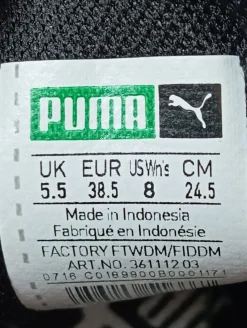 PUMA
UK EUR US Wn's CM
5.5 38.5 8 24.5
Made in Indonesia
Fabriqué en Indonésie
FACTORY FTWDM/FIDDM
ART.NO. 361112 03